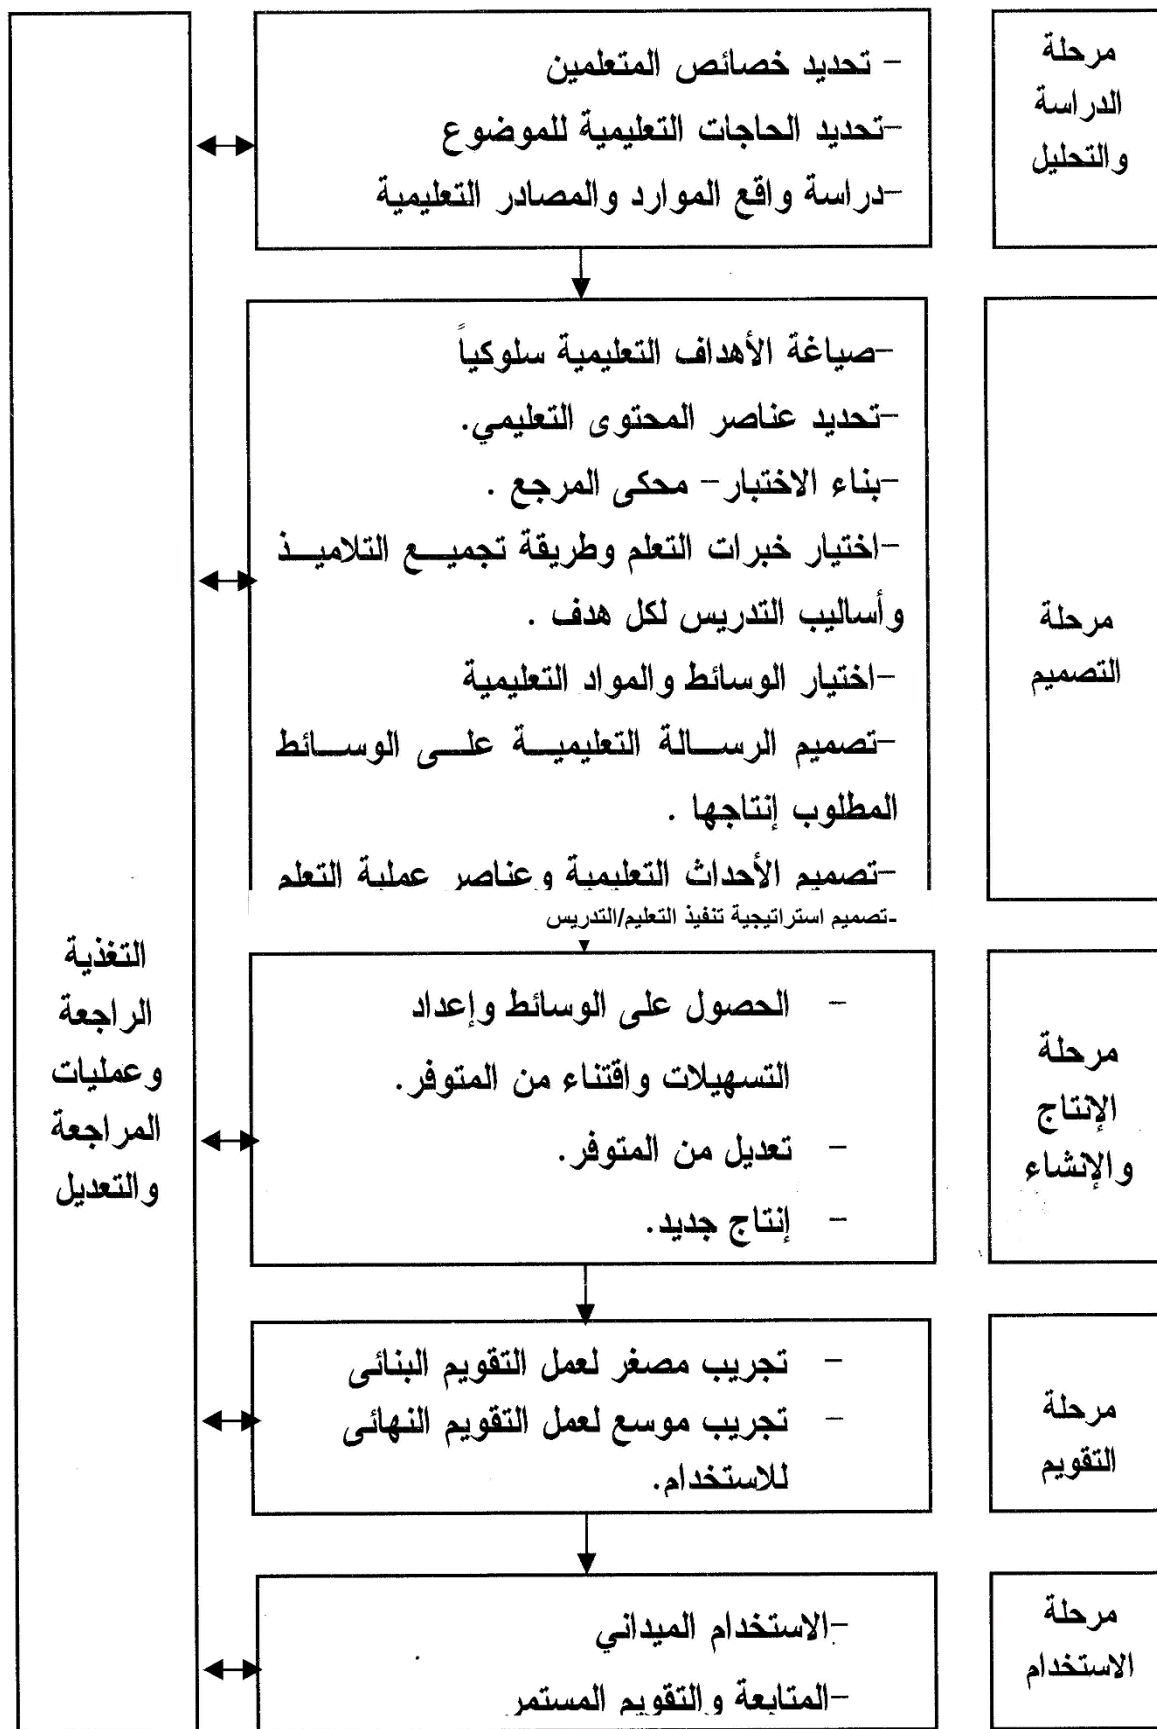 مرحلة
الدراسة
والتحليل
- تحديد خصائص المتعلمين
-تحديد الحاجات التعليمية للموضوع
-دراسة واقع الموارد والمصادر التعليمية
مرحلة
التصميم
-صياغة الأهداف التعليمية سلوكياً
-تحديد عناصر المحتوى التعليمي.
-بناء الاختبار- محكى المرجع .
-اختيار خبرات التعلم وطريقة تجميع التلاميذ
وأساليب التدريس لكل هدف .
-اختيار الوسائط والمواد التعليمية
-تصميم الرسالة التعليمية على الوسائط
المطلوب إنتاجها .
-تصميم الأحداث التعليمية وعناصر عملية التعلم
-تصميم استراتيجية تنفيذ التعليم/التدريس
مرحلة
الإنتاج
والإنشاء
- الحصول على الوسائط وإعداد
التسهيلات واقتناء من المتوفر.
- تعديل من المتوفر.
- إنتاج جديد.
مرحلة
التقويم
- تجريب مصغر لعمل التقويم البنائى
- تجريب موسع لعمل التقويم النهائى
للاستخدام.
مرحلة
الاستخدام
-الاستخدام الميداني
-المتابعة والتقويم المستمر
التغذية
الراجعة
وعمليات
المراجعة
والتعديل